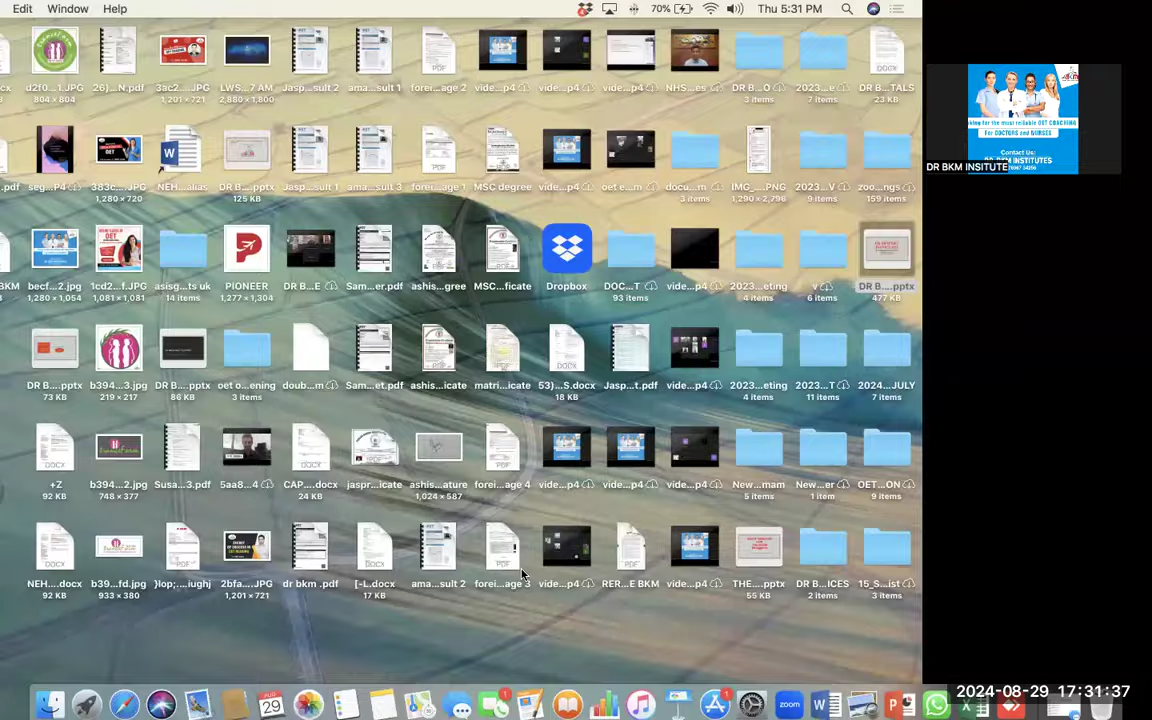 Edit Window Help 70% Thu 5:31 PM
cx d2f0...1.JPG 26)...N.pdf 3ac2....JPG LWS...7 AM Jasp...sult 2 ama...sult 1 forei...age 2 vide...p4 vide...p4 vide...p4 NHS...es DR B...O 2023...e DR B...TALS
804 × 804 1,201 × 721 2,880 × 1,800 3 items 7 items 23 KB
.pdf seg...P4 383c....JPG NEH...alias DR B....pptx Jasp...sult 1 ama...sult 3 forei...age 1 MSC degree vide...p4 oet e...m docu...m IMG_....PNG 2023...V zoo...ngs
1,280 × 720 125 KB 3 items 1,290 × 2,796 9 items 159 items
BKM becf...2.jpg 1cd2...f.JPG asisg...ts uk PIONEER DR B...E Sam...er.pdf ashis...gree MSC...ficate Dropbox DOC...T vide...p4 2023...eting v DR B....pptx
1,280 × 1,054 1,081 × 1,081 14 items 1,277 × 1,304 93 items 4 items 6 items 477 KB
DR B....pptx b394...3.jpg DR B....pptx oet o...ening doub...m Sam...et.pdf ashis...icate matri...icate 53)...S.docx Jasp...t.pdf vide...p4 2023...eting 2023...T 2024...JULY
73 KB 219 × 217 86 KB 3 items 18 KB 4 items 11 items 7 items
+Z b394...2.jpg Susa...3.pdf 5aa8...4 CAP....docx jaspr...icate ashis...ature forei...age 4 vide...p4 vide...p4 vide...p4 New...mam New...er OET...ON
92 KB 748 × 377 24 KB 1,024 × 587 5 items 1 item 9 items
NEH....docx b39...fd.jpg }lop;...iughj 2bfa....JPG dr bkm .pdf [-L.docx ama...sult 2 forei...age 3 vide...p4 RER...E BKM vide...p4 THE....pptx DR B...ICES 15_S...ist
92 KB 933 × 380 1,201 × 721 17 KB 55 KB 2 items 3 items
For DOCTORS and NURSES
Contact Us:
DR BKM INSITUTE
2024-08-29 17:31:37